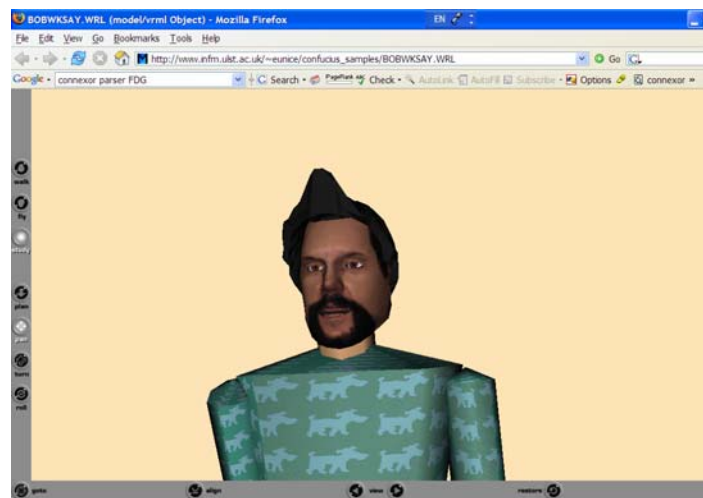 BOBWKSAY.WRL (model/vrml Object) - Mozilla Firefox
EN
File Edit View Go Bookmarks Tools Help
http://www.infm.ulst.ac.uk/~eunice/confucius_samples/BOBWKSAY.WRL
Go
Google connexor parser FDG Search PageRank Check AutoLink AutoFill Subscribe Options connexor »
walk
fly
study
plan
pan
turn
roll
goto align view restore